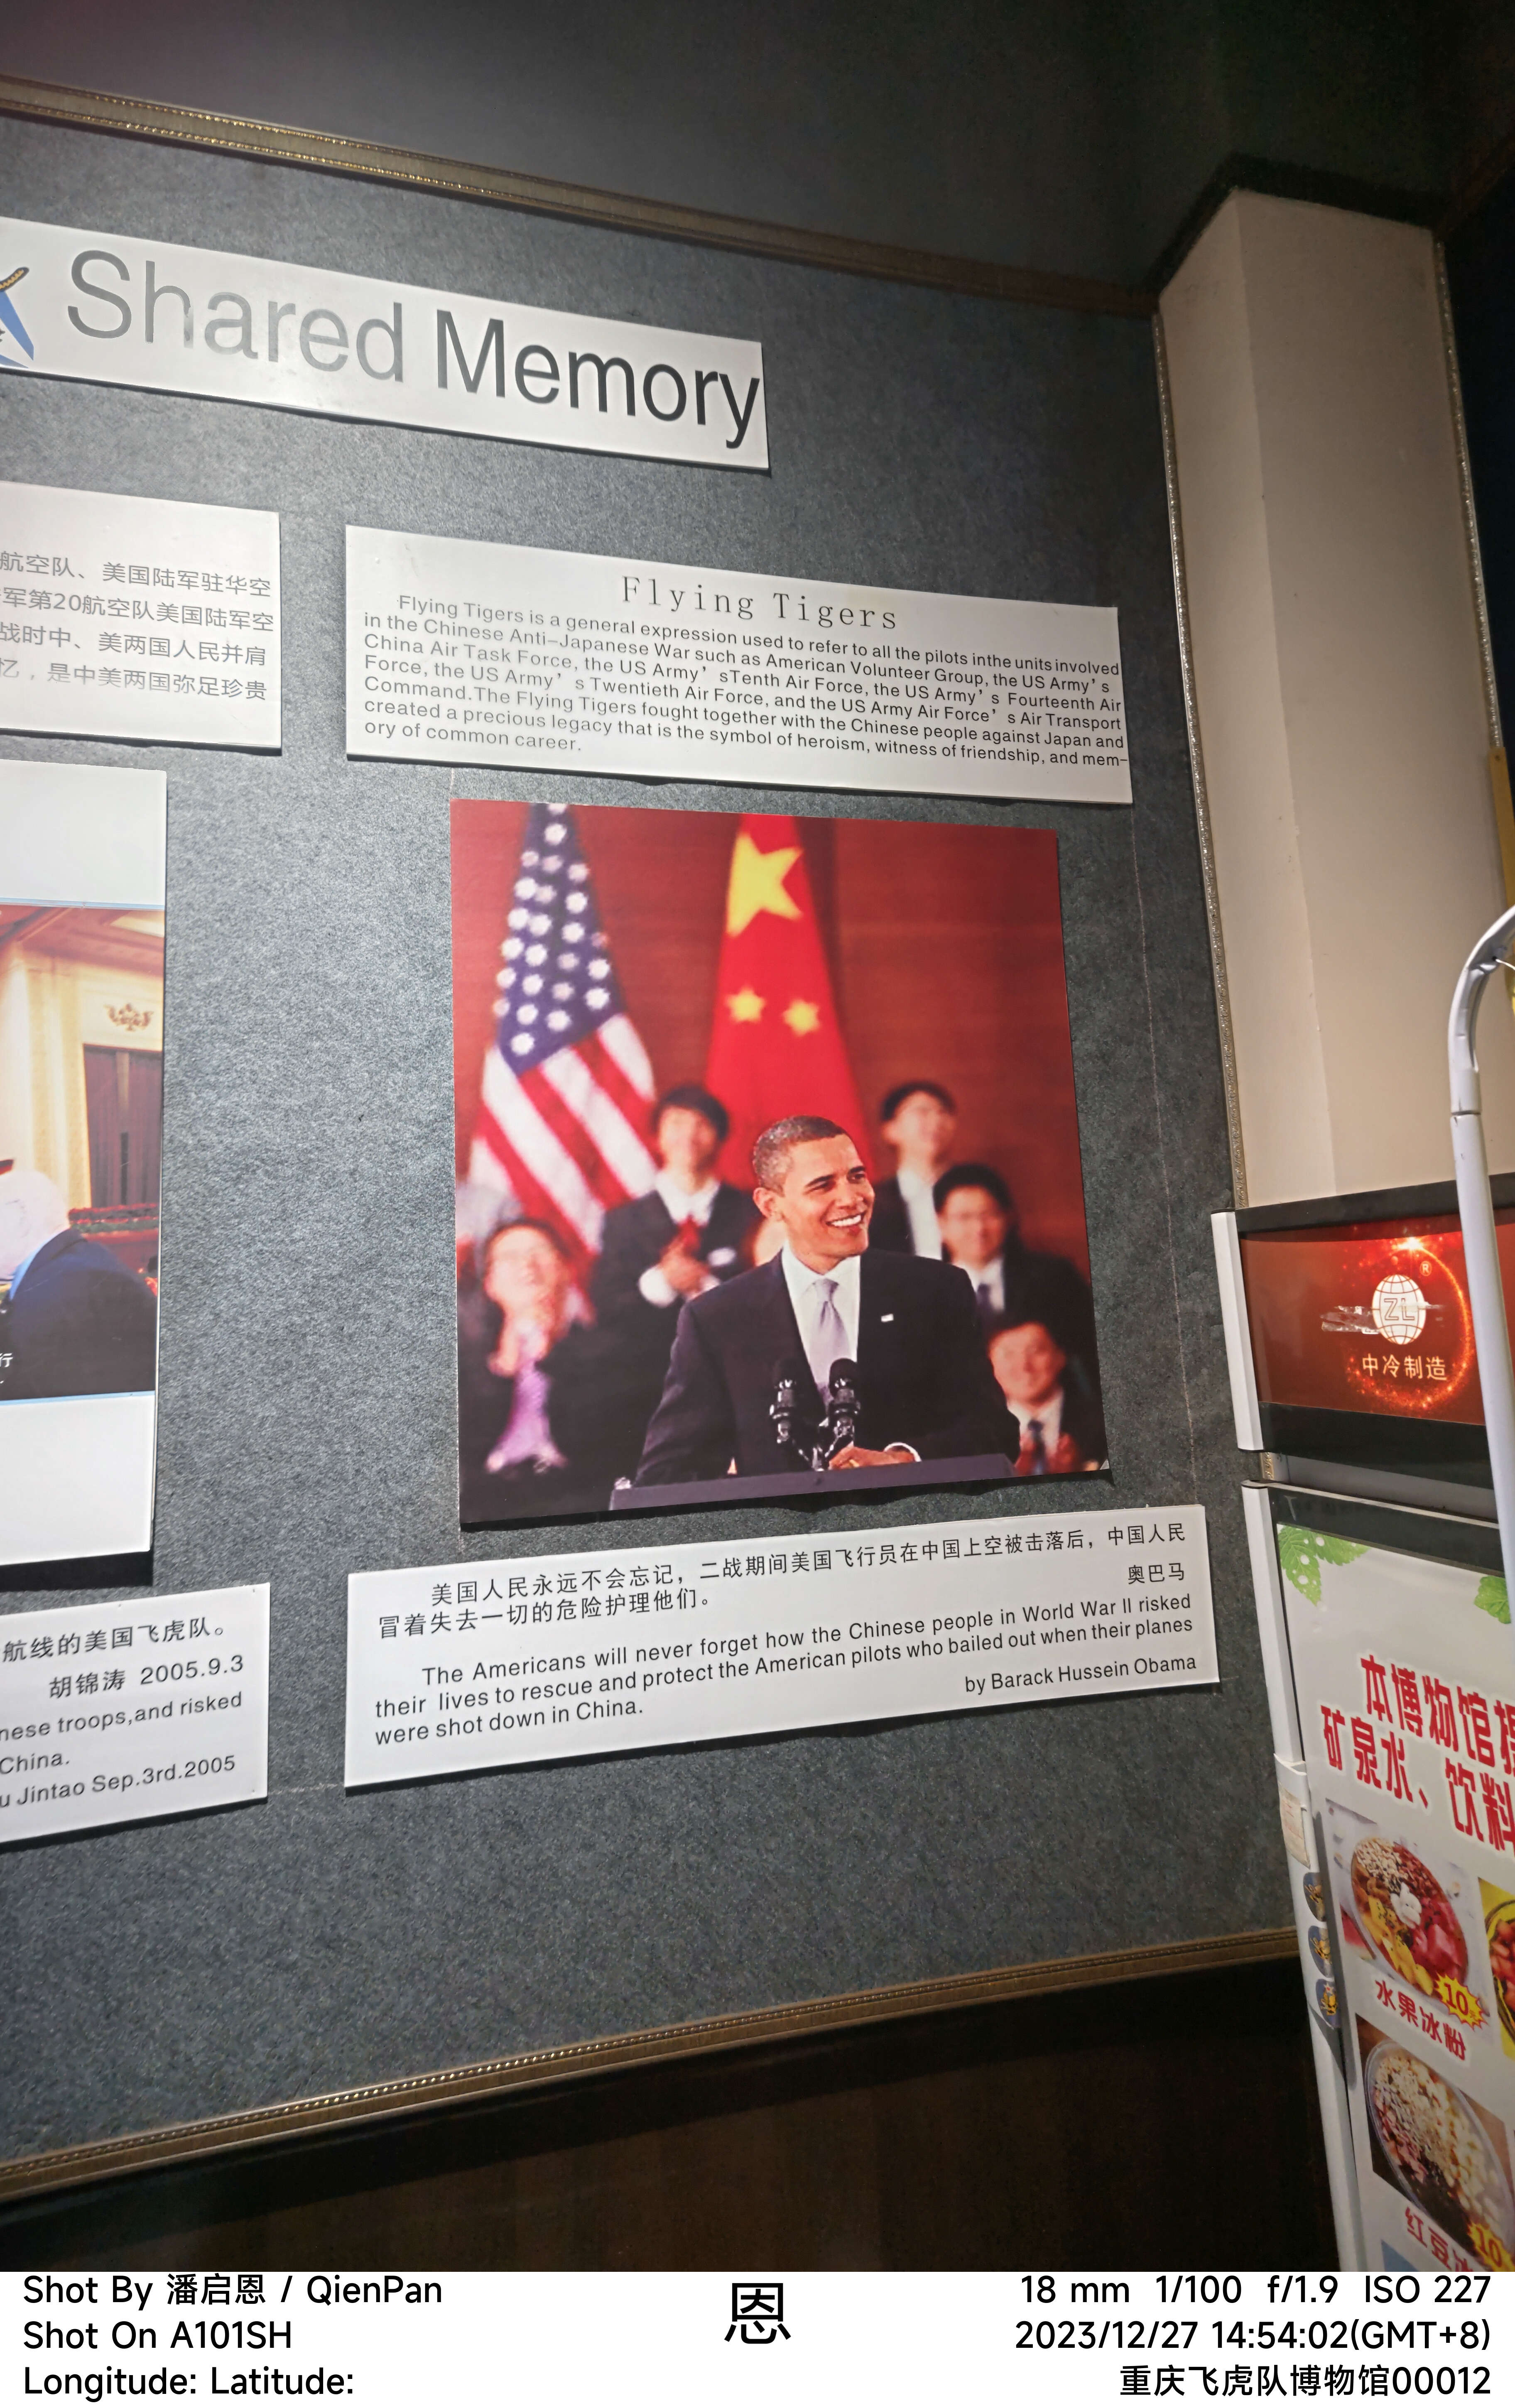 Shared Memory
航空队、美国陆军驻华空
军第20航空队美国陆军空
战时中、美两国人民并肩
忆，是中美两国弥足珍贵
Flying Tigers
Flying Tigers is a general expression used to refer to all the pilots inthe units involved
in the Chinese Anti-Japanese War such as American Volunteer Group, the US Army's
China Air Task Force, the US Army's Tenth Air Force, the US Army's Fourteenth Air
Force, the US Army's Twentieth Air Force, and the US Army Air Force's Air Transport
Command.The Flying Tigers fought together with the Chinese people against Japan and
created a precious legacy that is the symbol of heroism, witness of friendship, and mem-
ory of common career.
行
航线的美国飞虎队。
胡锦涛 2005.9.3
nese troops,and risked
China.
u Jintao Sep.3rd.2005
美国人民永远不会忘记，二战期间美国飞行员在中国上空被击落后，中国人民
冒着失去一切的危险护理他们。
奥巴马
The Americans will never forget how the Chinese people in World War II risked
their lives to rescue and protect the American pilots who bailed out when their planes
were shot down in China.
by Barack Hussein Obama
ZL
®
中冷制造
本博物馆提
矿泉水、饮料
水果冰粉
10
红豆冰
10
Shot By 潘启恩 / QienPan
Shot On A101SH
Longitude: Latitude:
恩
18 mm 1/100 f/1.9 ISO 227
2023/12/27 14:54:02(GMT+8)
重庆飞虎队博物馆00012